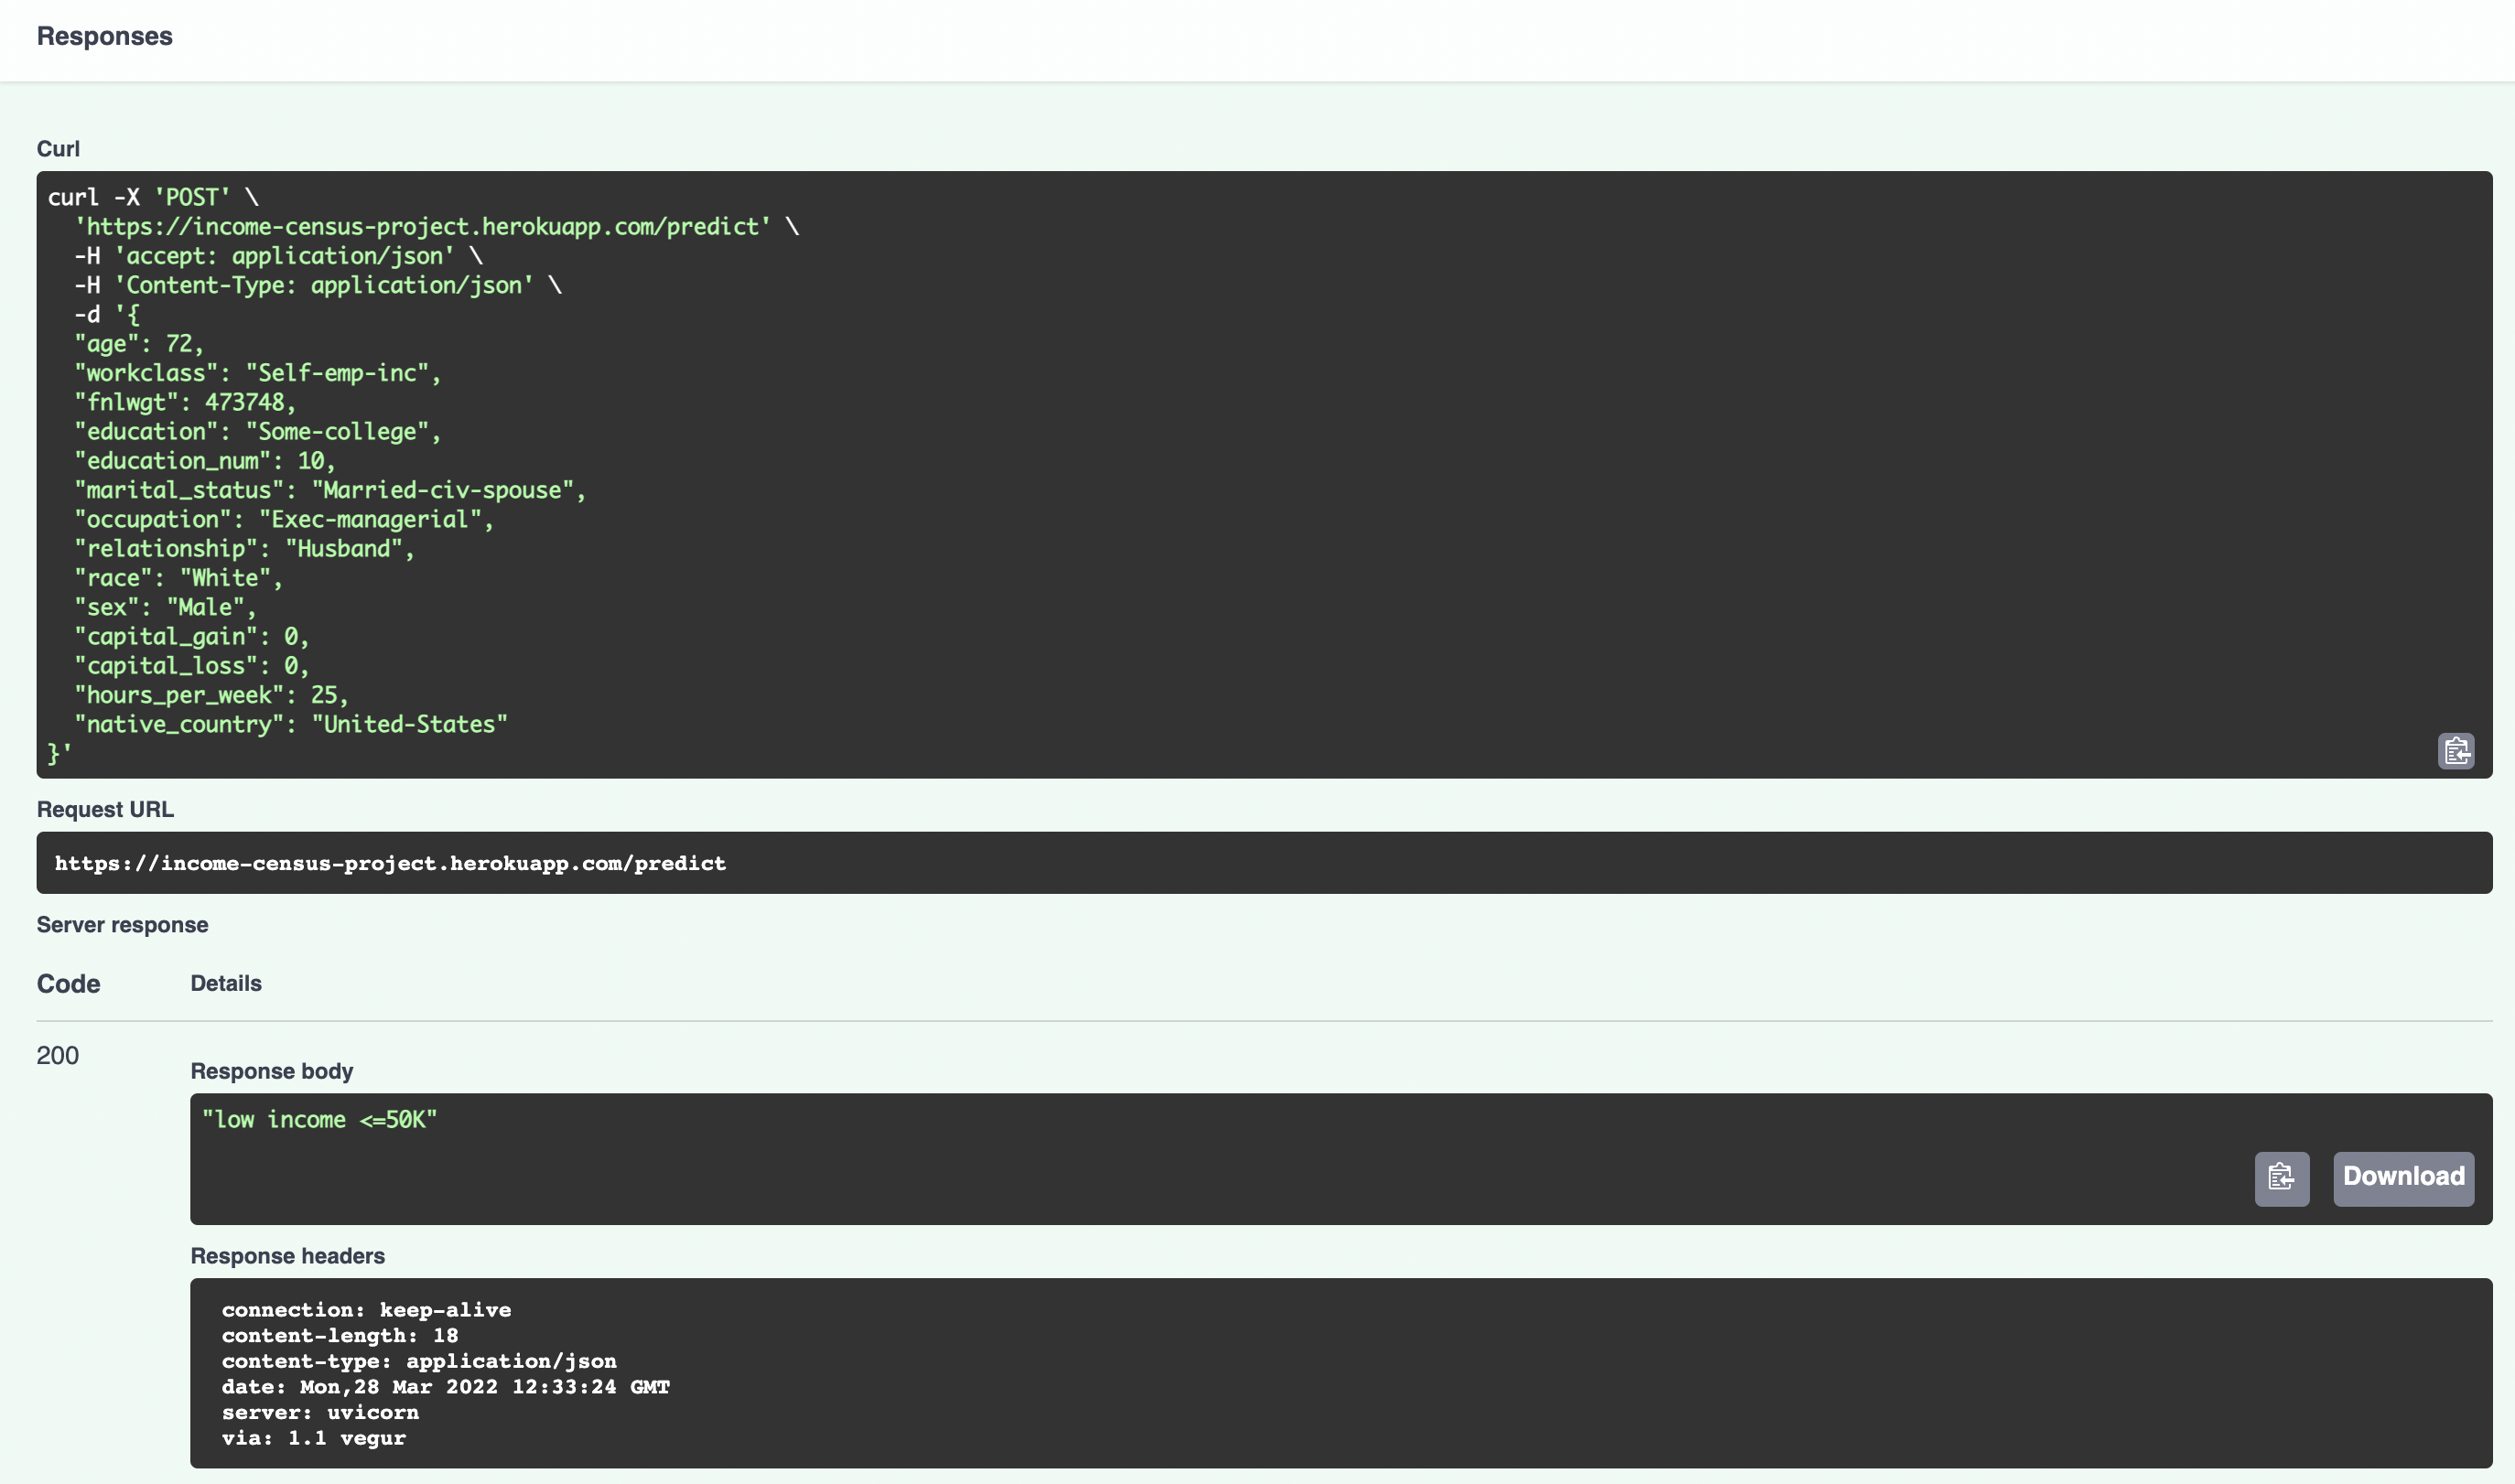 Responses
Curl
curl -X 'POST' \
  'https://income-census-project.herokuapp.com/predict' \
  -H 'accept: application/json' \
  -H 'Content-Type: application/json' \
  -d '{
  "age": 72,
  "workclass": "Self-emp-inc",
  "fnlwgt": 473748,
  "education": "Some-college",
  "education_num": 10,
  "marital_status": "Married-civ-spouse",
  "occupation": "Exec-managerial",
  "relationship": "Husband",
  "race": "White",
  "sex": "Male",
  "capital_gain": 0,
  "capital_loss": 0,
  "hours_per_week": 25,
  "native_country": "United-States"
}'
Request URL
https://income-census-project.herokuapp.com/predict
Server response
Code Details
200
Response body
"low income <=50K"
Download
Response headers
connection: keep-alive
content-length: 18
content-type: application/json
date: Mon,28 Mar 2022 12:33:24 GMT
server: uvicorn
via: 1.1 vegur